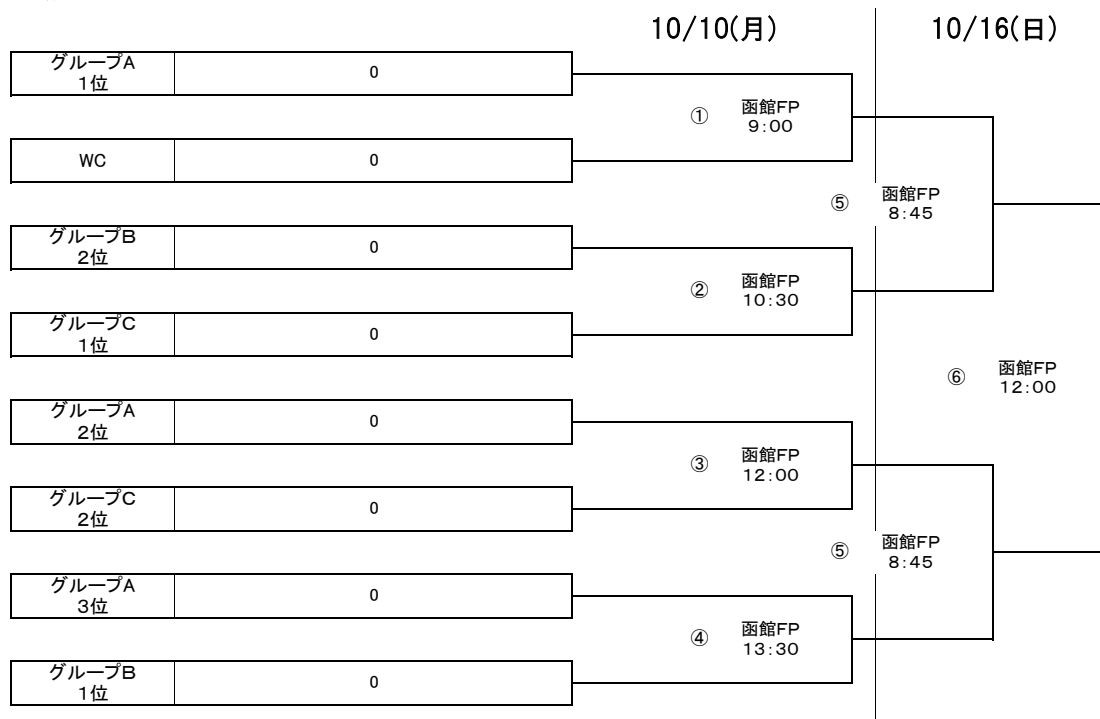 10/10(月)
10/16(日)
グループA
1位
0
①
函館FP
9:00
WC
0
⑤
函館FP
8:45
グループB
2位
0
②
函館FP
10:30
グループC
1位
0
⑥
函館FP
12:00
グループA
2位
0
③
函館FP
12:00
グループC
2位
0
⑤
函館FP
8:45
グループA
3位
0
④
函館FP
13:30
グループB
1位
0